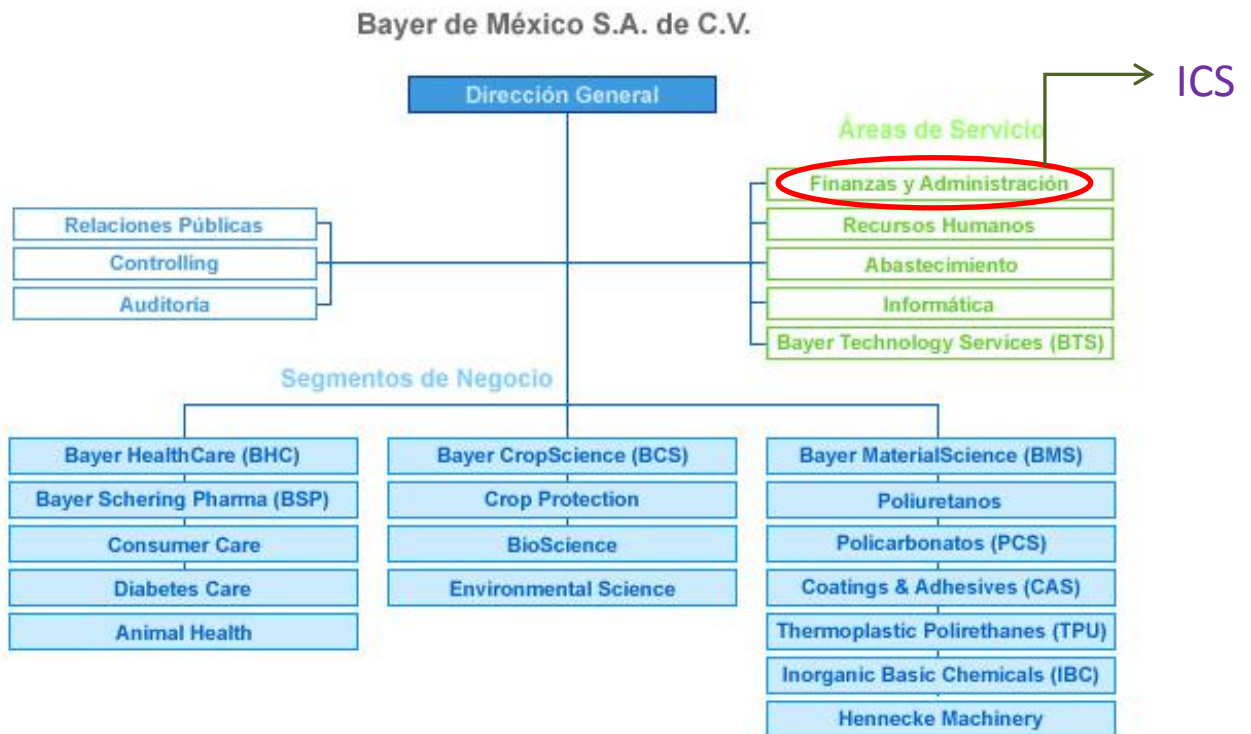 Bayer de México S.A. de C.V.
Dirección General
ICS
Áreas de Servicio
Finanzas y Administración
Recursos Humanos
Abastecimiento
Informática
Bayer Technology Services (BTS)
Relaciones Públicas
Controlling
Auditoría
Segmentos de Negocio
Bayer HealthCare (BHC)
Bayer Schering Pharma (BSP)
Consumer Care
Diabetes Care
Animal Health
Bayer CropScience (BCS)
Crop Protection
BioScience
Environmental Science
Bayer MaterialScience (BMS)
Poliuretanos
Policarbonatos (PCS)
Coatings & Adhesives (CAS)
Thermoplastic Polirethanes (TPU)
Inorganic Basic Chemicals (IBC)
Hennecke Machinery